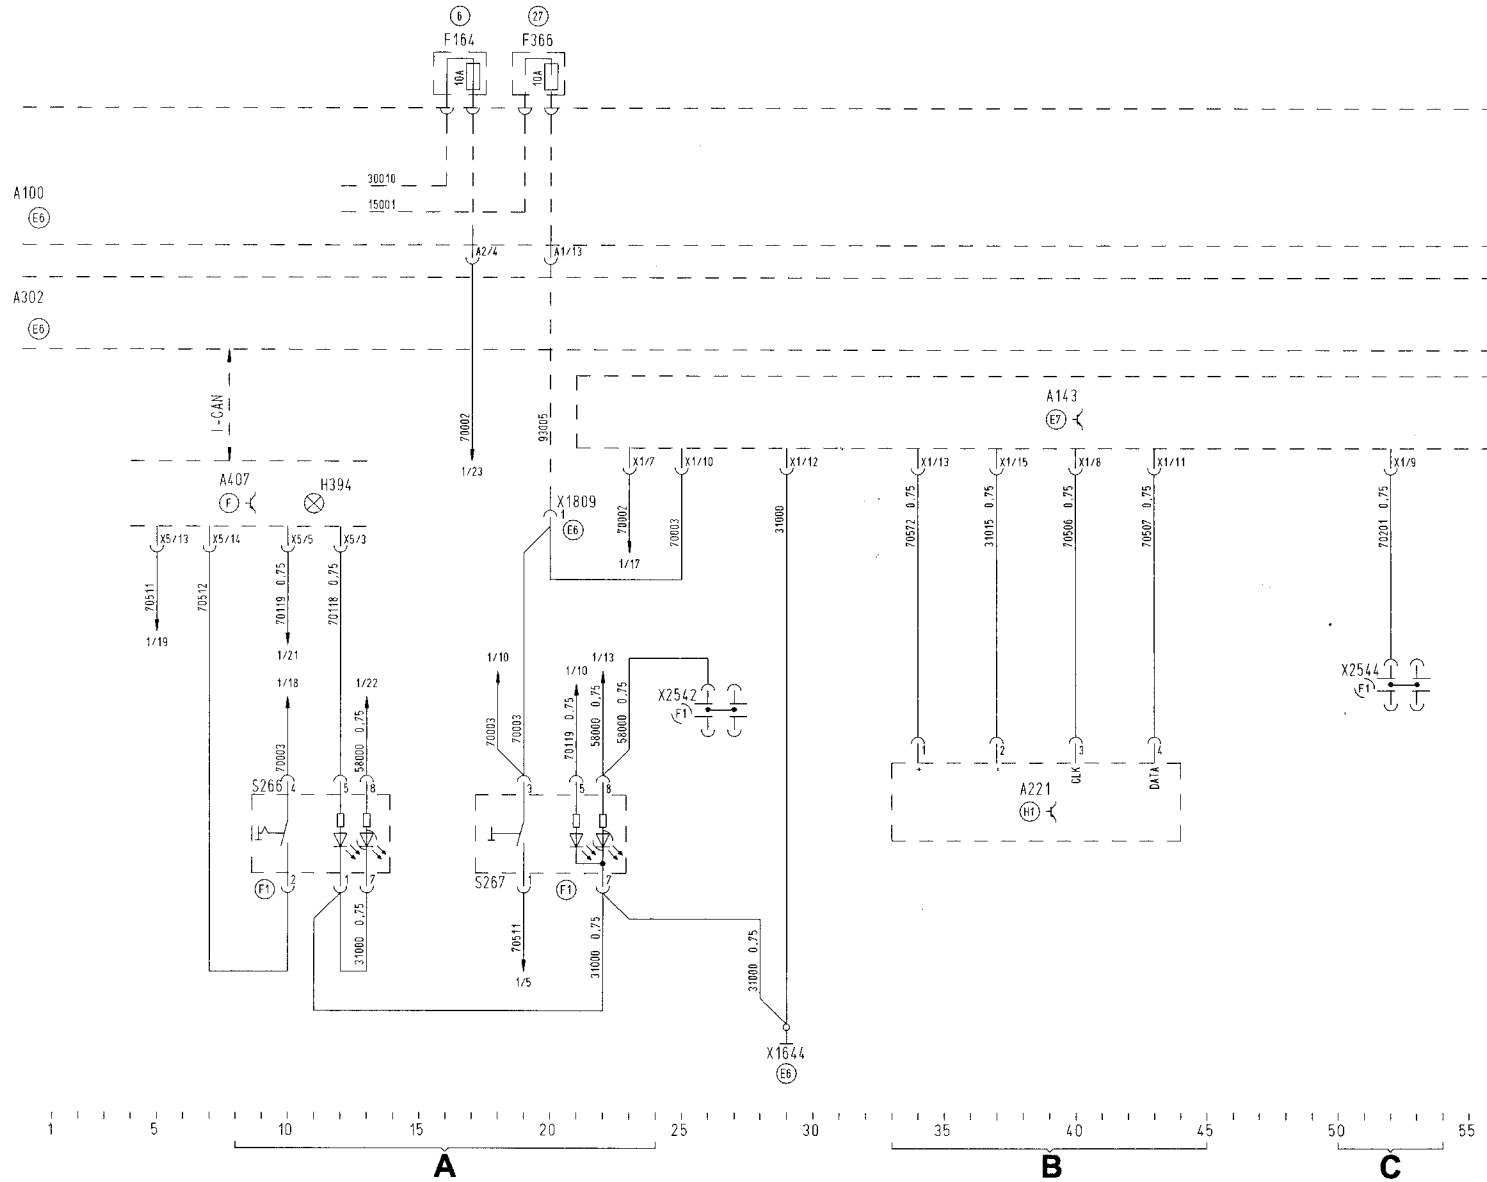 6 27
F164 F366
10A 10A
30010
A100
15001
E6
A2/4 A1/13
A302
E6
I-CAN
A143
E7
70002 93005
X1/7 X1/10 X1/12 X1/13 X1/15 X1/8 X1/11 X1/9
1/23
A407 H394
F
X1809
1
E6
70002 70003 31000 70572 0,75 31015 0,75 70506 0,75 70507 0,75 70201 0,75
X5/13 X5/14 X5/5 X5/3
1/17
70511 70512 70119 0,75 70118 0,75
1/19
1/21
1/10 1/13
1/18 1/22 1/10
X2542
F1
X2544
F1
70003 58000 0,75 70003 70003 70119 0,75 58000 0,75 58000 0,75
1 2 3 4
+ - CLK DATA
S266 4 5 8 3 5 8
A221
H1
F1 2 1 7
S267 1 F1 7
31000 0,75 70511 31000 0,75 31000 0,75
1/5
X1644
E6
1 5 10 15 20 25 30 35 40 45 50 55
A B C